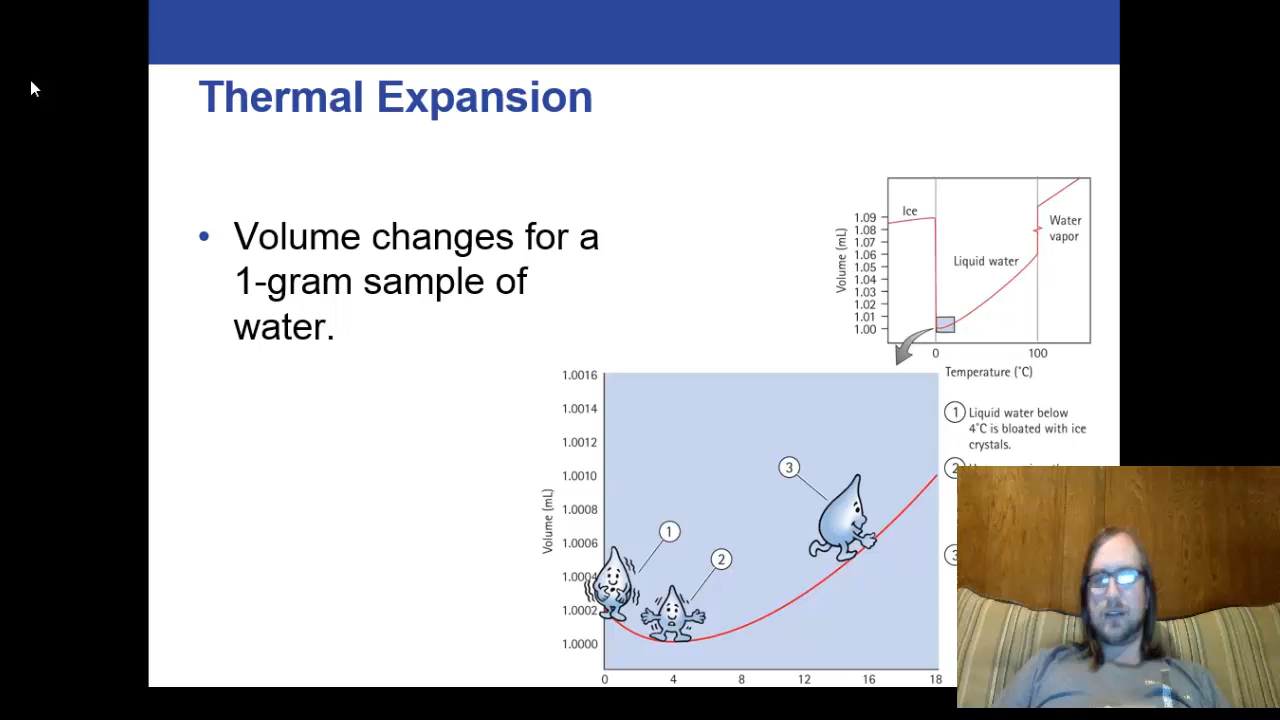 Thermal Expansion
• Volume changes for a
1-gram sample of
water.
1.09
1.08
1.07
1.06
1.05
1.04
1.03
1.02
1.01
1.00
Volume (mL)
Ice
Liquid water
Water
vapor
0
100
Temperature (˚C)
1.0016
1.0014
1.0012
1.0010
1.0008
1.0006
1.0004
1.0002
1.0000
Volume (mL)
1
2
3
0
4
8
12
16
18
1 Liquid water below
4˚C is bloated with ice
crystals.
2
3